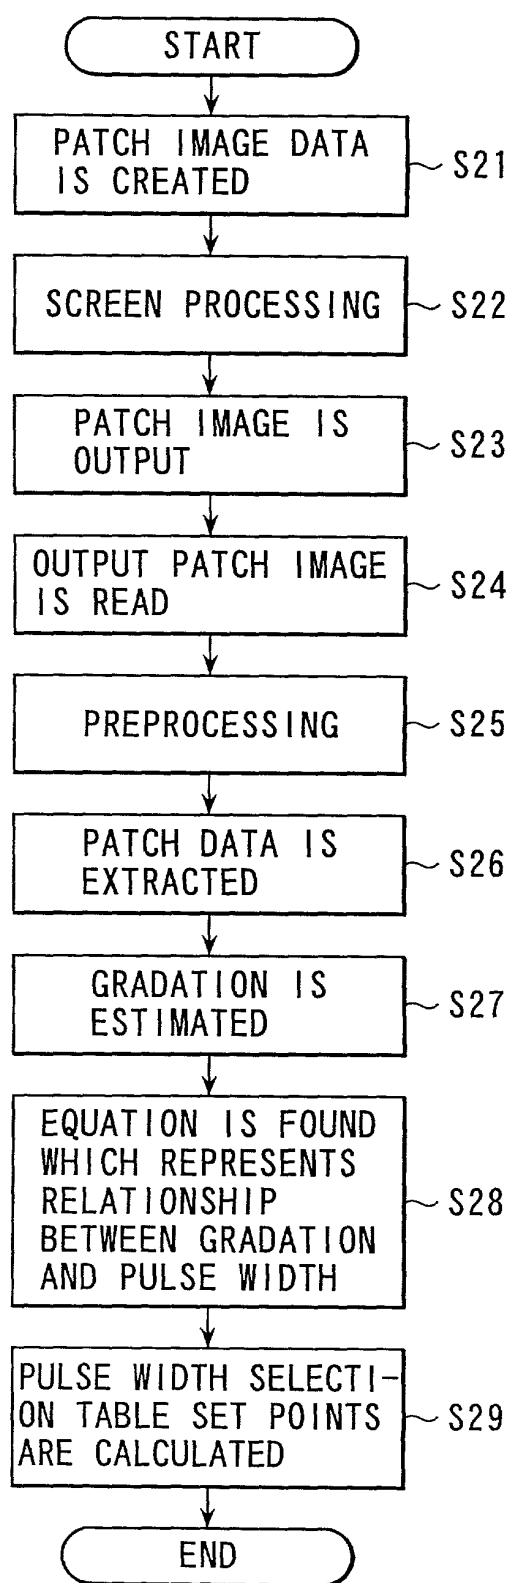 START
PATCH IMAGE DATA
IS CREATED
S21
SCREEN PROCESSING
S22
PATCH IMAGE IS
OUTPUT
S23
OUTPUT PATCH IMAGE
IS READ
S24
PREPROCESSING
S25
PATCH DATA IS
EXTRACTED
S26
GRADATION IS
ESTIMATED
S27
EQUATION IS FOUND
WHICH REPRESENTS
RELATIONSHIP
BETWEEN GRADATION
AND PULSE WIDTH
S28
PULSE WIDTH SELECTI-
ON TABLE SET POINTS
ARE CALCULATED
S29
END